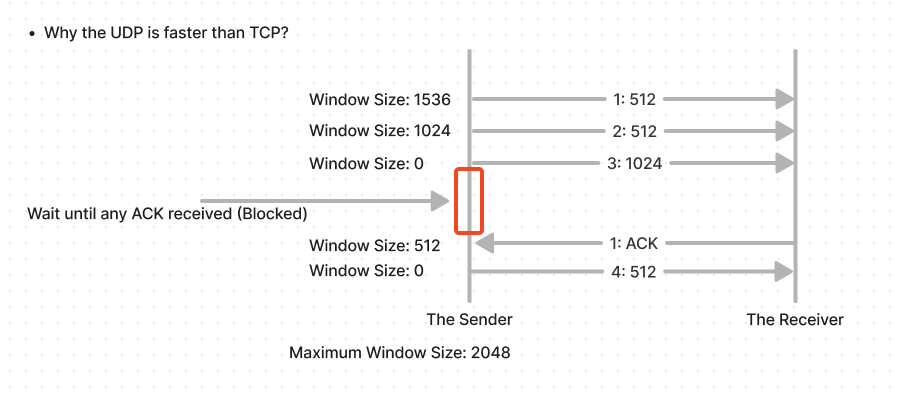 • Why the UDP is faster than TCP?
Window Size: 1536
1: 512
Window Size: 1024
2: 512
Window Size: 0
3: 1024
Wait until any ACK received (Blocked)
Window Size: 512
1: ACK
Window Size: 0
4: 512
The Sender
The Receiver
Maximum Window Size: 2048